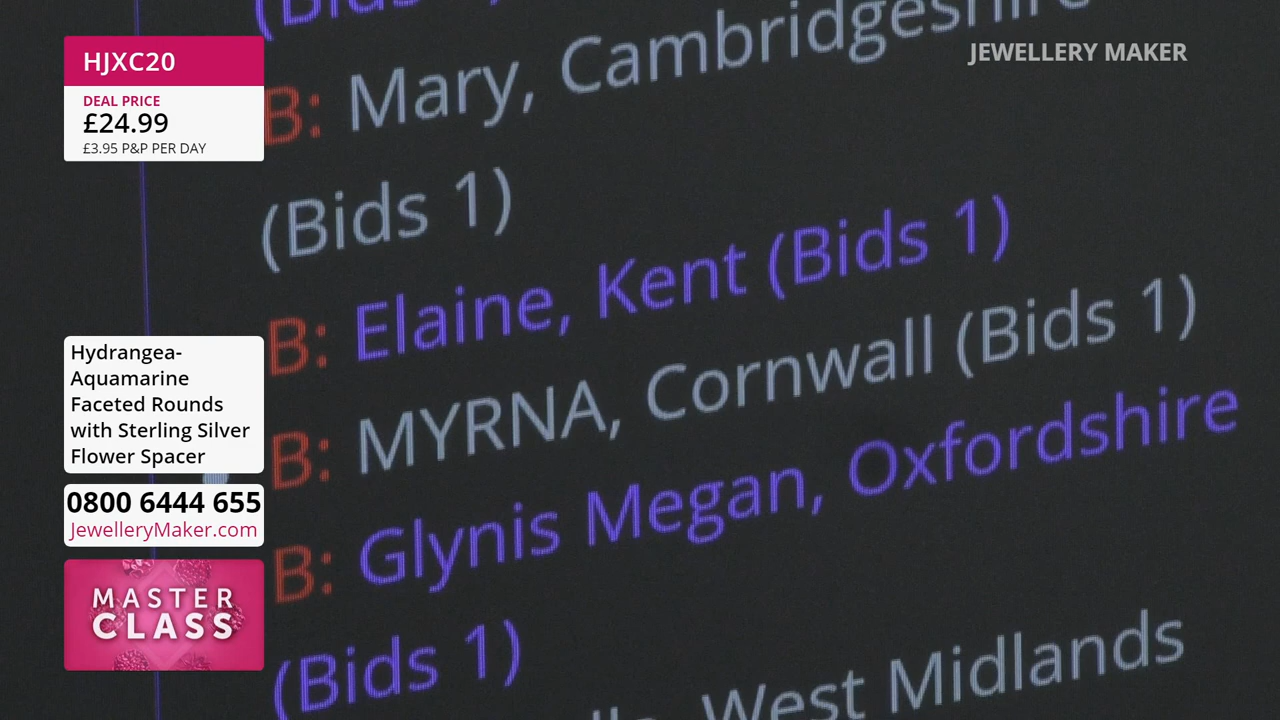 HJXC20
DEAL PRICE
£24.99
£3.95 P&P PER DAY
JEWELLERY MAKER
(Bids
B: Mary, Cambridgeshire
(Bids 1)
B: Elaine, Kent (Bids 1)
B: MYRNA, Cornwall (Bids 1)
B: Glynis Megan, Oxfordshire
(Bids 1)
West Midlands
Hydrangea-
Aquamarine
Faceted Rounds
with Sterling Silver
Flower Spacer
0800 6444 655
JewelleryMaker.com
MASTER
CLASS